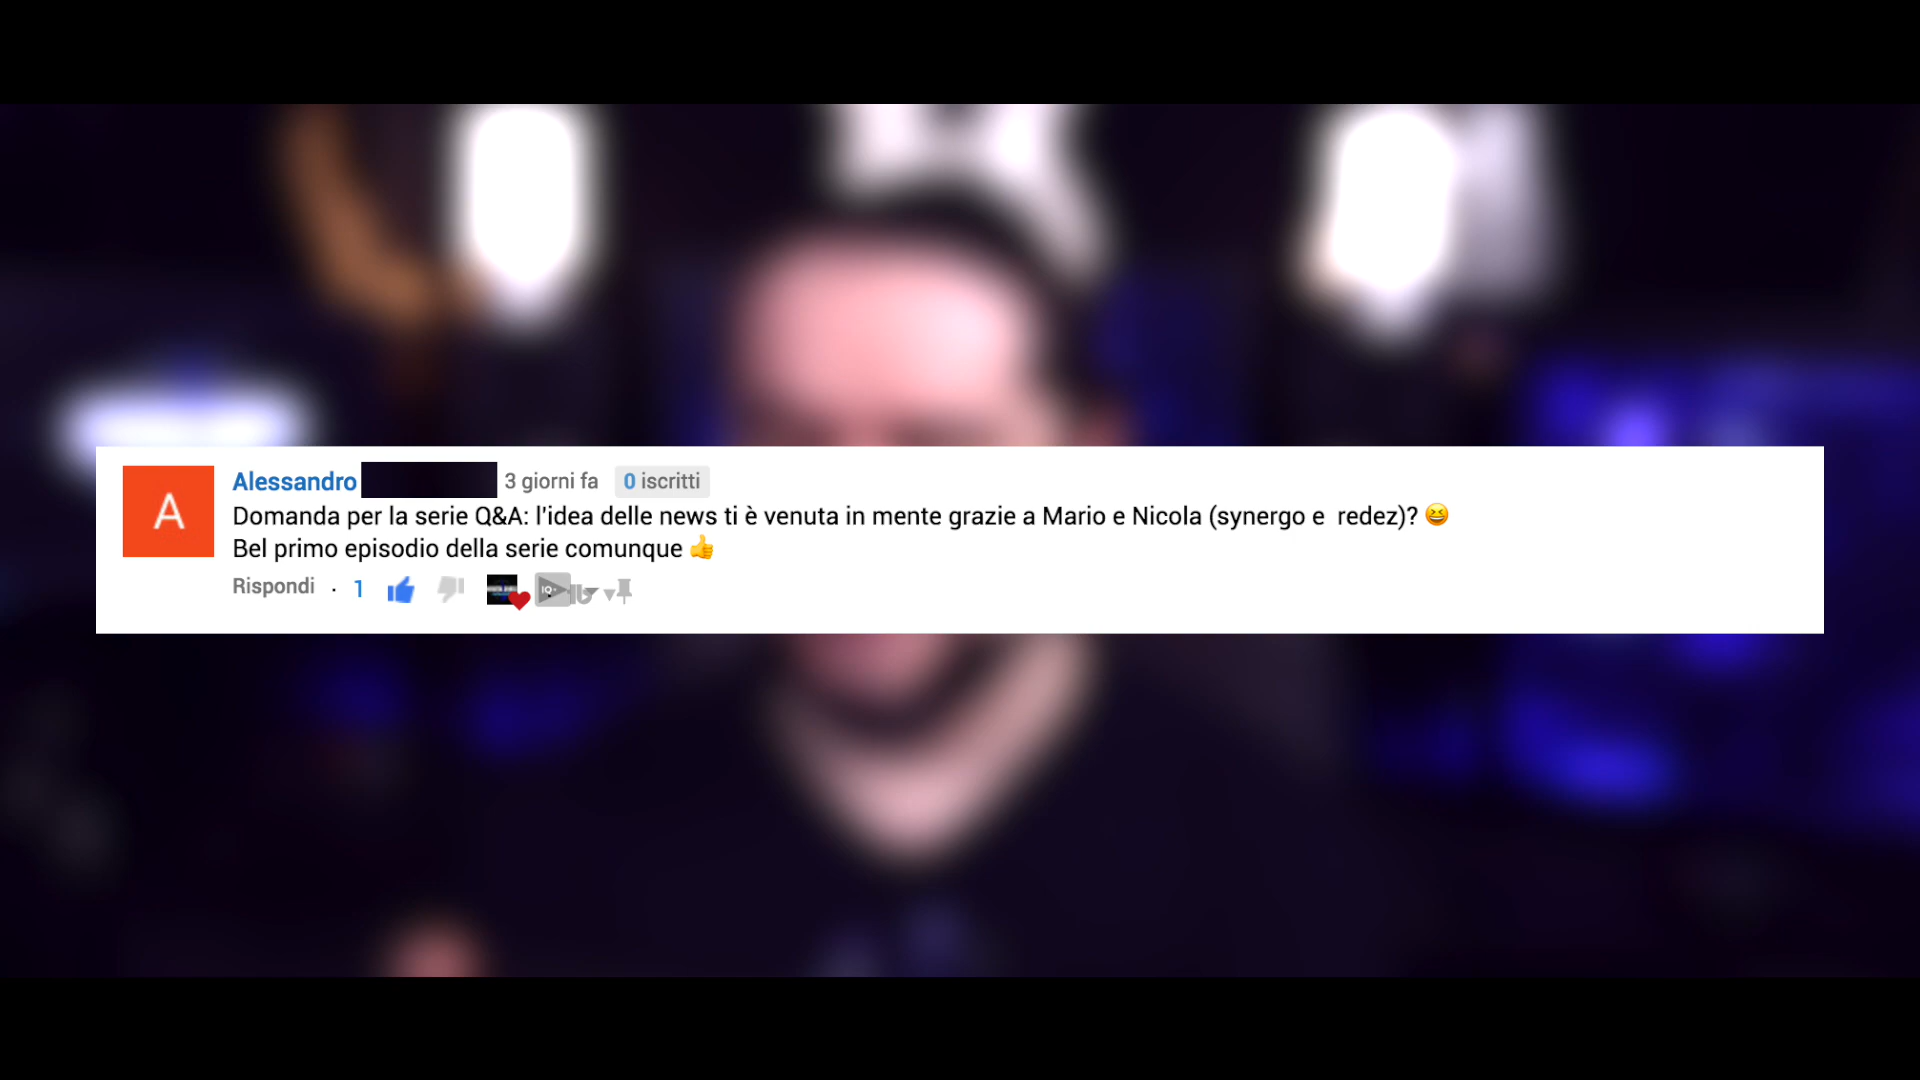 A
Alessandro 3 giorni fa 0 iscritti
Domanda per la serie Q&A: l'idea delle news ti è venuta in mente grazie a Mario e Nicola (synergo e redez)? 😆
Bel primo episodio della serie comunque 👍
Rispondi · 1
IQ